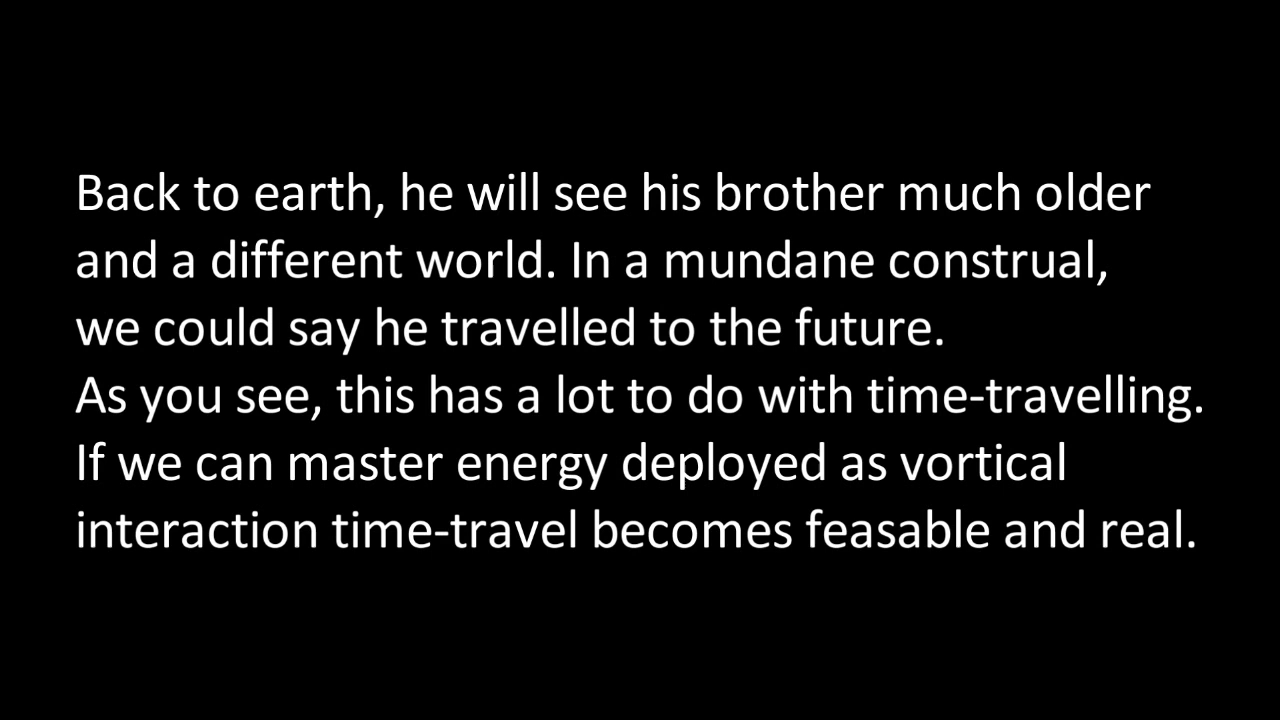 Back to earth, he will see his brother much older
and a different world. In a mundane construal,
we could say he travelled to the future.
As you see, this has a lot to do with time-travelling.
If we can master energy deployed as vortical
interaction time-travel becomes feasable and real.